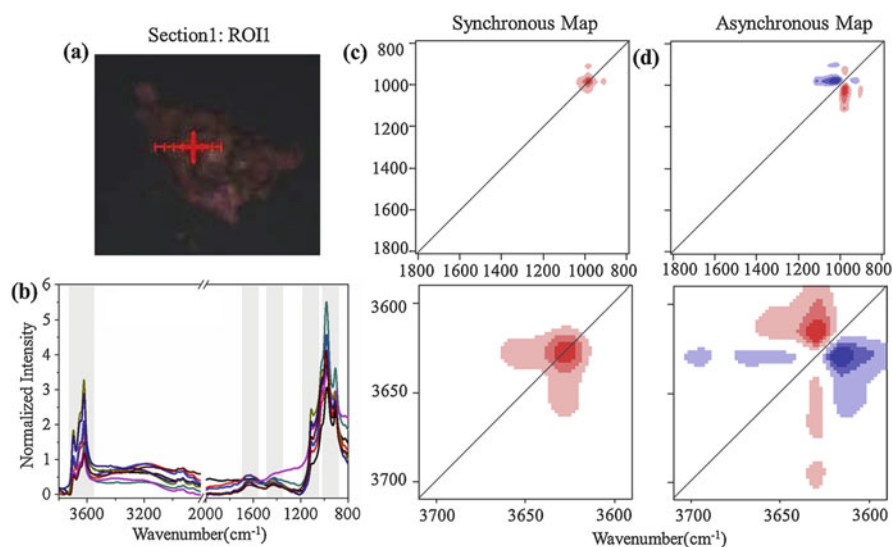 Section1: ROI1
Synchronous Map
Asynchronous Map
(a)
(c)
(d)
800
1000
1200
1400
1600
1800
1800 1600 1400 1200 1000 800
1800 1600 1400 1200 1000 800
(b)
6
5
4
3
2
1
0
Normalized Intensity
3600 3200 2000 1600 1200 800
Wavenumber(cm-1)
3600
3650
3700
3700 3650 3600
3700 3650 3600
Wavenumber(cm-1)